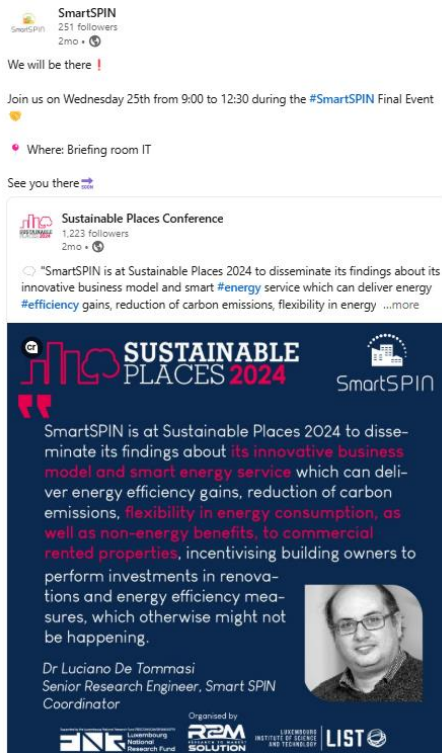 SmartSPIN
251 followers
2mo •
We will be there❗
Join us on Wednesday 25th from 9:00 to 12:30 during the #SmartSPIN Final Event
Where: Briefing room IT
See you there
SOON
Sustainable Places Conference
1,223 followers
2mo •
"SmartSPIN is at Sustainable Places 2024 to disseminate its findings about its
innovative business model and smart #energy service which can deliver energy
#efficiency gains, reduction of carbon emissions, flexibility in energy ...more
SUSTAINABLE
PLACES 2024
SmartSPIN
SmartSPIN is at Sustainable Places 2024 to disse-
minate its findings about its innovative business
model and smart energy service which can deli-
ver energy efficiency gains, reduction of carbon
emissions, flexibility in energy consumption, as
well as non-energy benefits, to commercial
rented properties, incentivising building owners to
perform investments in renova-
tions and energy efficiency mea-
sures, which otherwise might not
be happening.
Dr Luciano De Tommasi
Senior Research Engineer, Smart SPIN
Coordinator
Organised by
Luxembourg
National
Research Fund
R2M
RESEARCH TO MARKET
SOLUTION
LUXEMBOURG
INSTITUTE OF SCIENCE
AND TECHNOLOGY
LIST